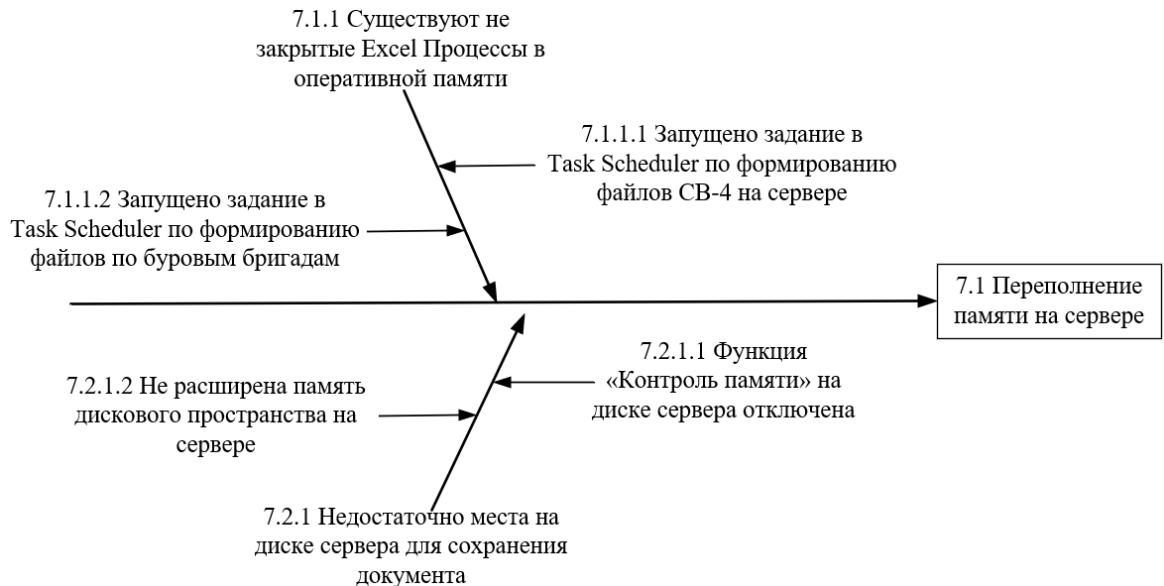 7.1.1 Существуют не
закрытые Excel Процессы в
оперативной памяти
7.1.1.1 Запущено задание в
Task Scheduler по формированию
файлов СВ-4 на сервере
7.1.1.2 Запущено задание в
Task Scheduler по формированию
файлов по буровым бригадам
7.1 Переполнение
памяти на сервере
7.2.1.1 Функция
«Контроль памяти» на
диске сервера отключена
7.2.1.2 Не расширена память
дискового пространства на
сервере
7.2.1 Недостаточно места на
диске сервера для сохранения
документа